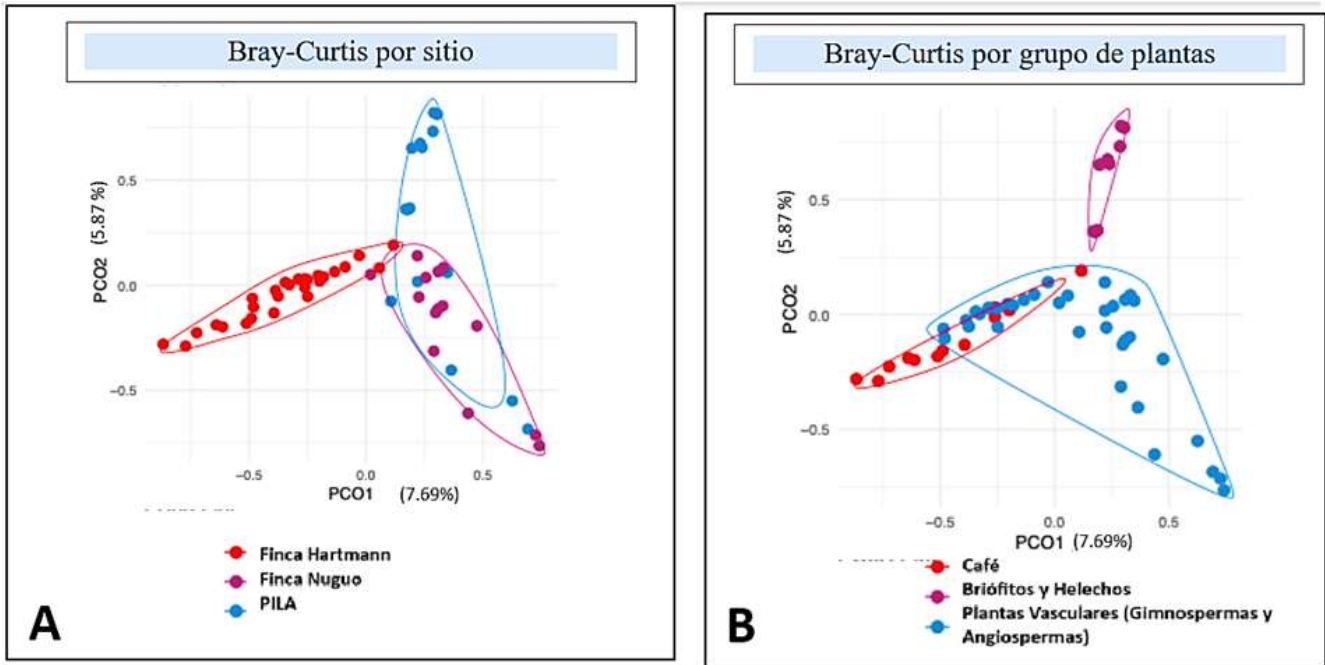 Bray-Curtis por sitio
0.5
0.0
−0.5
PCO2 (5.87 %)
−0.5
0.0
0.5
PCO1 (7.69%)
Finca Hartmann
Finca Nuguo
PILA
A
Bray-Curtis por grupo de plantas
0.5
0.0
−0.5
PCO2 (5.87 %)
−0.5
0.0
0.5
PCO1 (7.69%)
Café
Briófitos y Helechos
Plantas Vasculares (Gimnospermas y
Angiospermas)
B